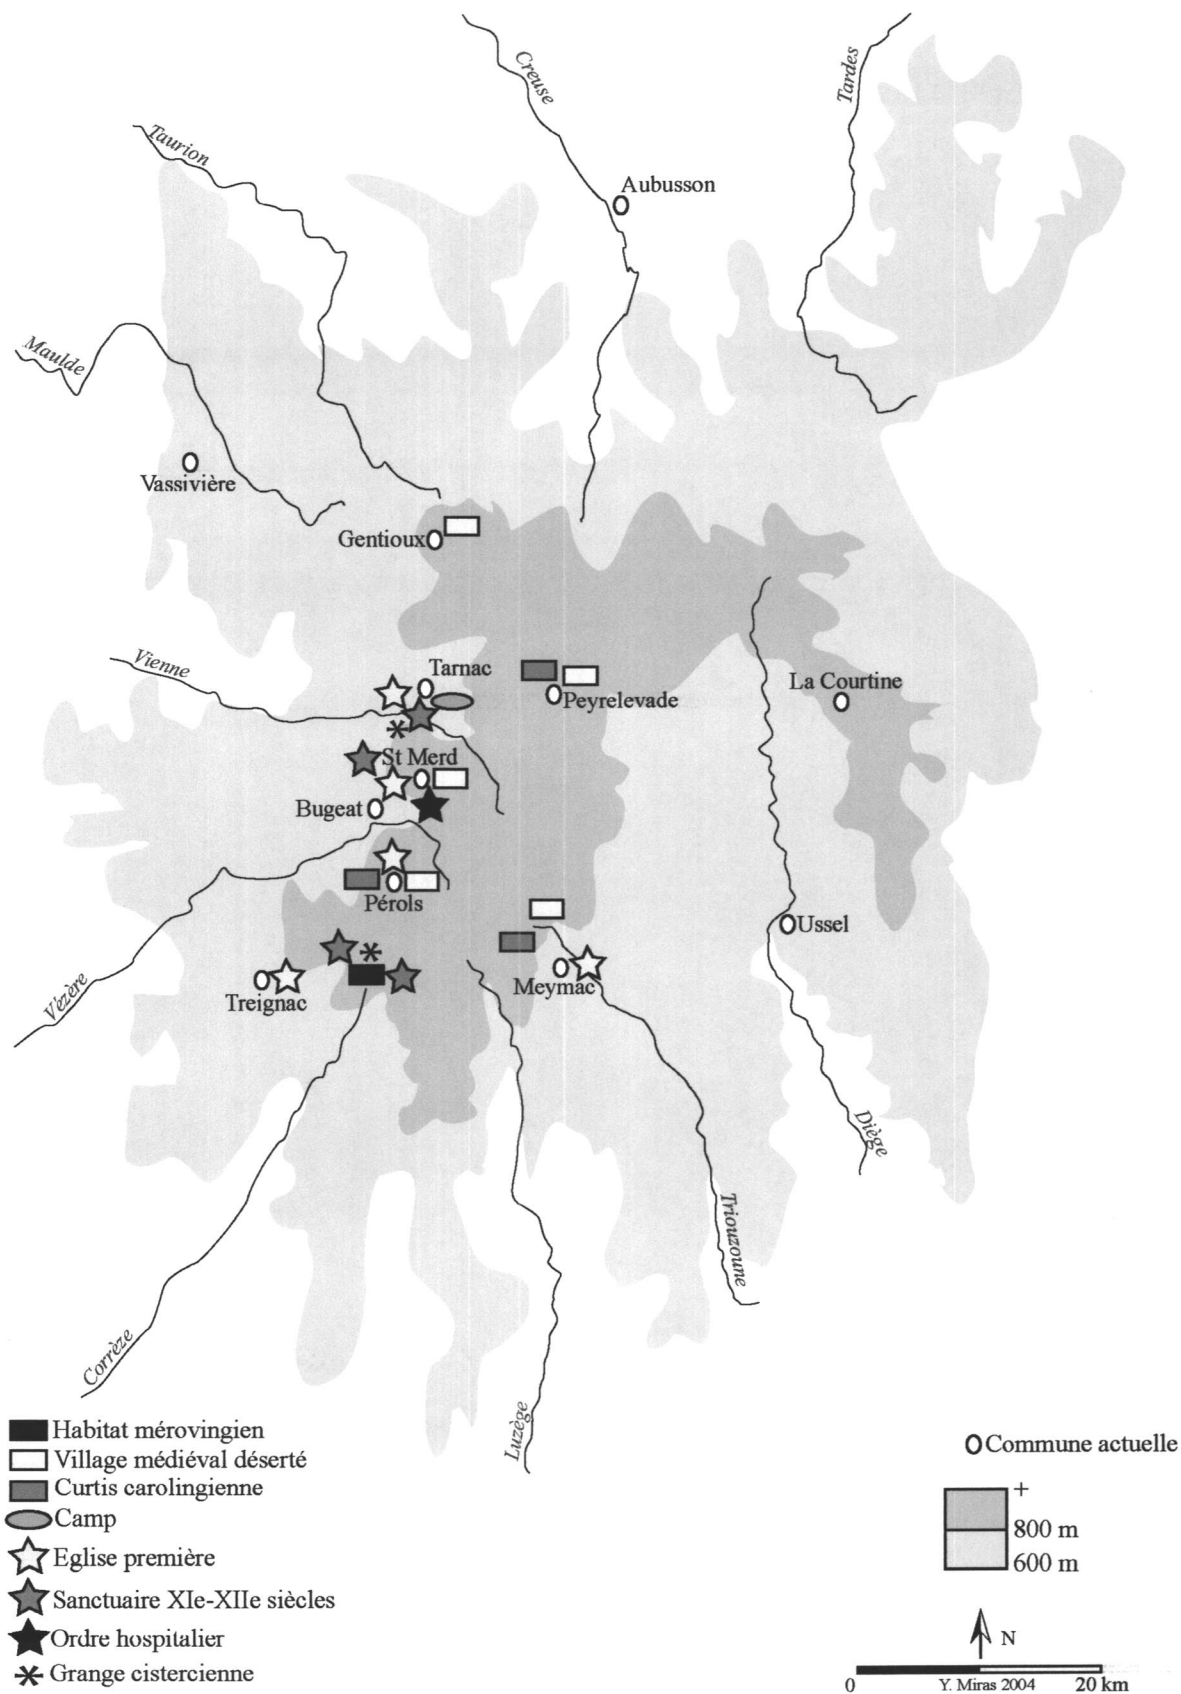 Creuse
Tardes
Taurion
Aubusson
Maulde
Vassivière
Gentioux
Vienne
Tarnac
Peyrelevade
La Courtine
St Merd
Bugeat
Pérols
Ussel
Vézère
Treignac
Meymac
Diège
Triouzoune
Corrèze
Luzège
Habitat mérovingien
Village médiéval déserté
Curtis carolingienne
Camp
Eglise première
Sanctuaire XIe-XIIe siècles
Ordre hospitalier
Grange cistercienne
Commune actuelle
+
800 m
600 m
N
0 Y. Miras 2004 20 km